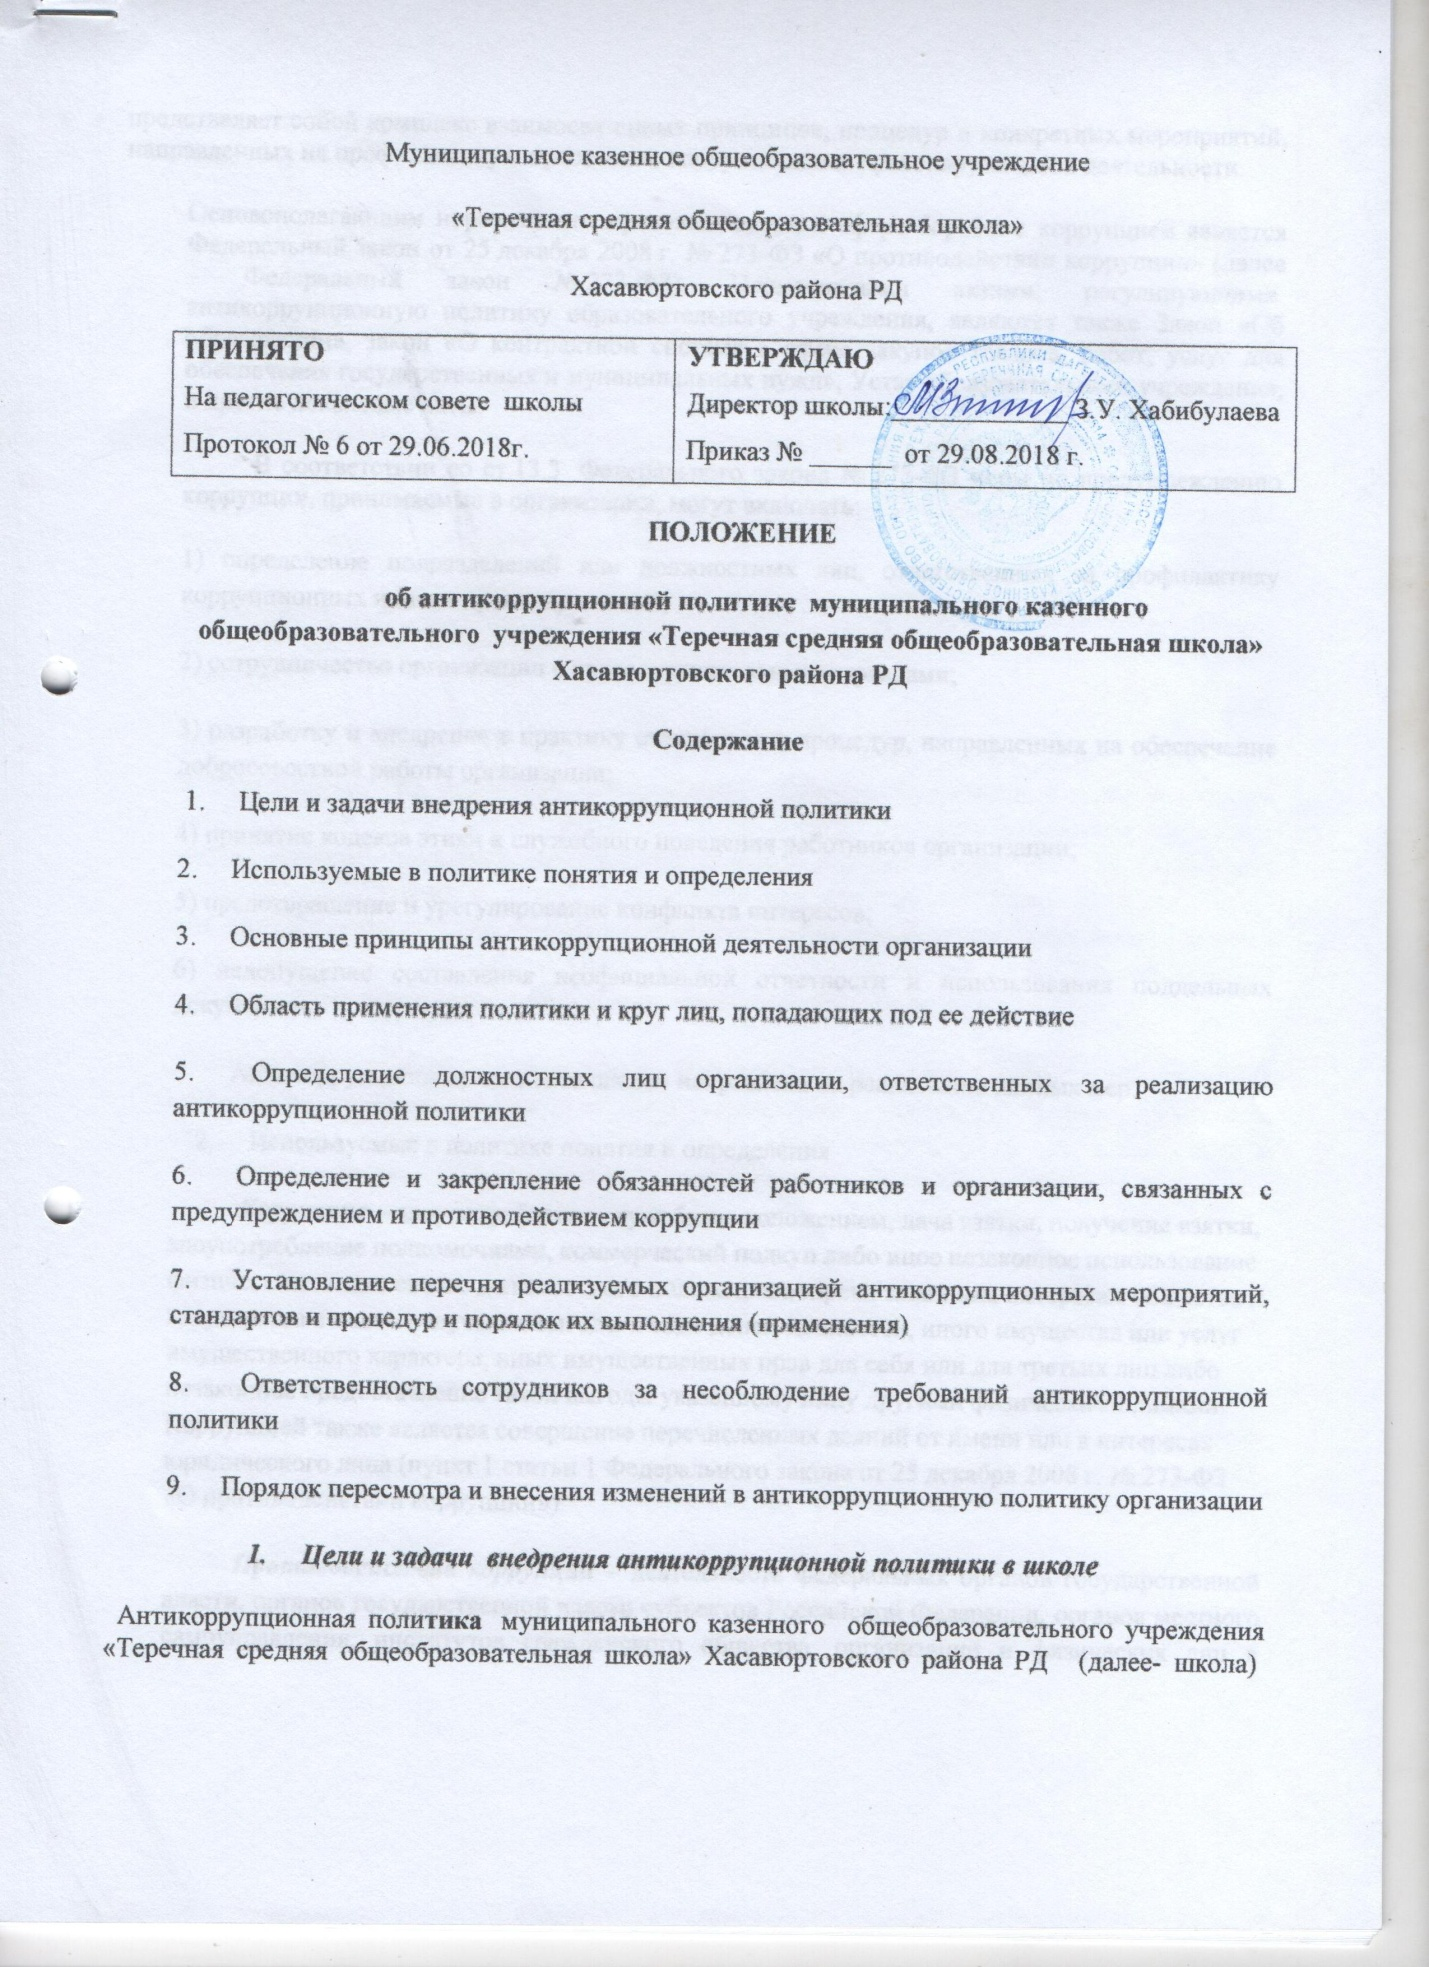 Муниципальное казенное общеобразовательное учреждение
«Теречная средняя общеобразовательная школа»
Хасавюртовского района РД
ПРИНЯТО
На педагогическом совете школы
Протокол № 6 от 29.06.2018г.
УТВЕРЖДАЮ
Директор школы:_____________З.У. Хабибулаева
Приказ № _______ от 29.08.2018 г.
ПОЛОЖЕНИЕ
об антикоррупционной политике муниципального казенного
общеобразовательного учреждения «Теречная средняя общеобразовательная школа»
Хасавюртовского района РД
Содержание
1. Цели и задачи внедрения антикоррупционной политики
2. Используемые в политике понятия и определения
3. Основные принципы антикоррупционной деятельности организации
4. Область применения политики и круг лиц, попадающих под ее действие
5. Определение должностных лиц организации, ответственных за реализацию
антикоррупционной политики
6. Определение и закрепление обязанностей работников и организации, связанных с
предупреждением и противодействием коррупции
7. Установление перечня реализуемых организацией антикоррупционных мероприятий,
стандартов и процедур и порядок их выполнения (применения)
8. Ответственность сотрудников за несоблюдение требований антикоррупционной
политики
9. Порядок пересмотра и внесения изменений в антикоррупционную политику организации
1. Цели и задачи внедрения антикоррупционной политики в школе
Антикоррупционная политика муниципального казенного общеобразовательного учреждения
«Теречная средняя общеобразовательная школа» Хасавюртовского района РД (далее- школа)